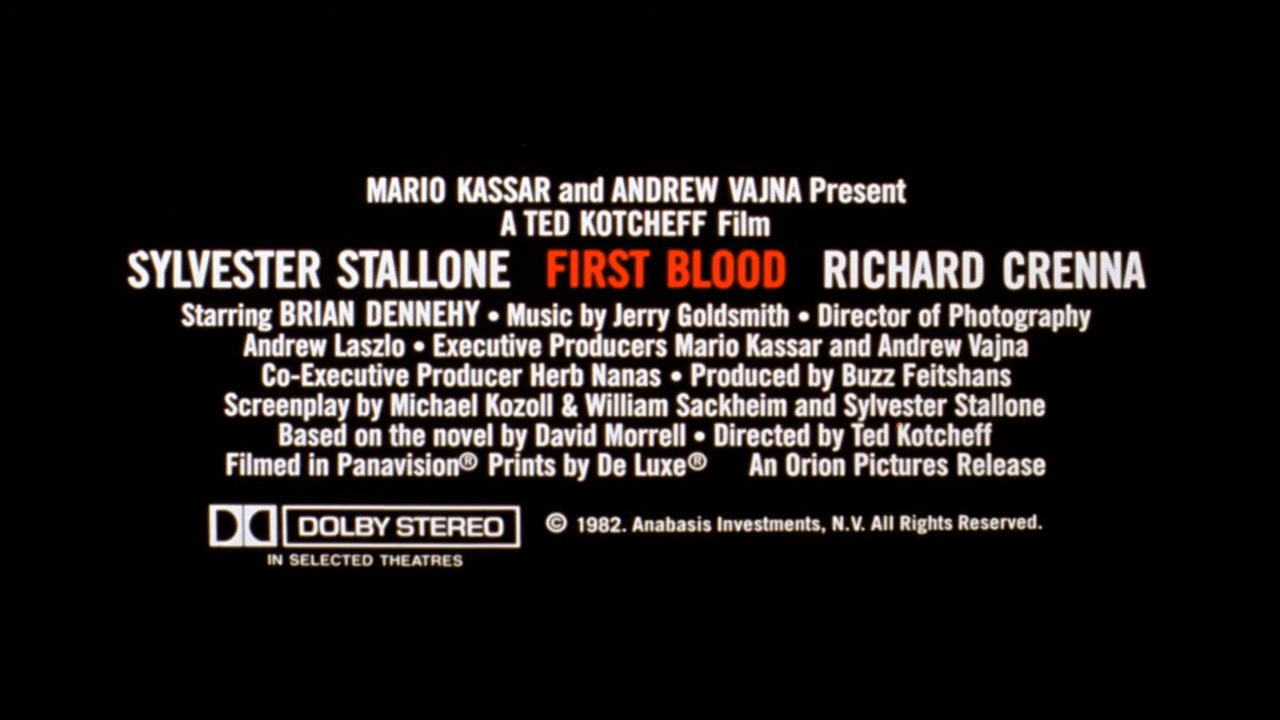 MARIO KASSAR and ANDREW VAJNA Present
A TED KOTCHEFF Film
SYLVESTER STALLONE FIRST BLOOD RICHARD CRENNA
Starring BRIAN DENNEHY • Music by Jerry Goldsmith • Director of Photography
Andrew Laszlo • Executive Producers Mario Kassar and Andrew Vajna
Co-Executive Producer Herb Nanas • Produced by Buzz Feitshans
Screenplay by Michael Kozoll & William Sackheim and Sylvester Stallone
Based on the novel by David Morrell • Directed by Ted Kotcheff
Filmed in Panavision® Prints by De Luxe® An Orion Pictures Release
DOLBY STEREO © 1982. Anabasis Investments, N.V. All Rights Reserved.
IN SELECTED THEATRES